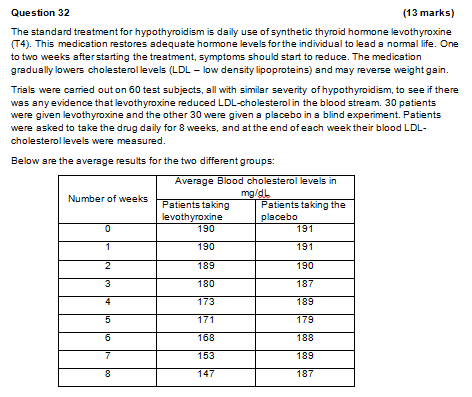 Question 32 (13 marks)
The standard treatment for hypothyroidism is daily use of synthetic thyroid hormone levothyroxine
(T4). This medication restores adequate hormone levels for the individual to lead a normal life. One
to two weeks after starting the treatment, symptoms should start to reduce. The medication
gradually lowers cholesterol levels (LDL – low density lipoproteins) and may reverse weight gain.
Trials were carried out on 60 test subjects, all with similar severity of hypothyroidism, to see if there
was any evidence that levothyroxine reduced LDL-cholesterol in the blood stream. 30 patients
were given levothyroxine and the other 30 were given a placebo in a blind experiment. Patients
were asked to take the drug daily for 8 weeks, and at the end of each week their blood LDL-
cholesterol levels were measured.
Below are the average results for the two different groups:
Number of weeks
Average Blood cholesterol levels in
mg/dL
Patients taking
levothyroxine
Patients taking the
placebo
0 190 191
1 190 191
2 189 190
3 180 187
4 173 189
5 171 179
6 168 188
7 153 189
8 147 187